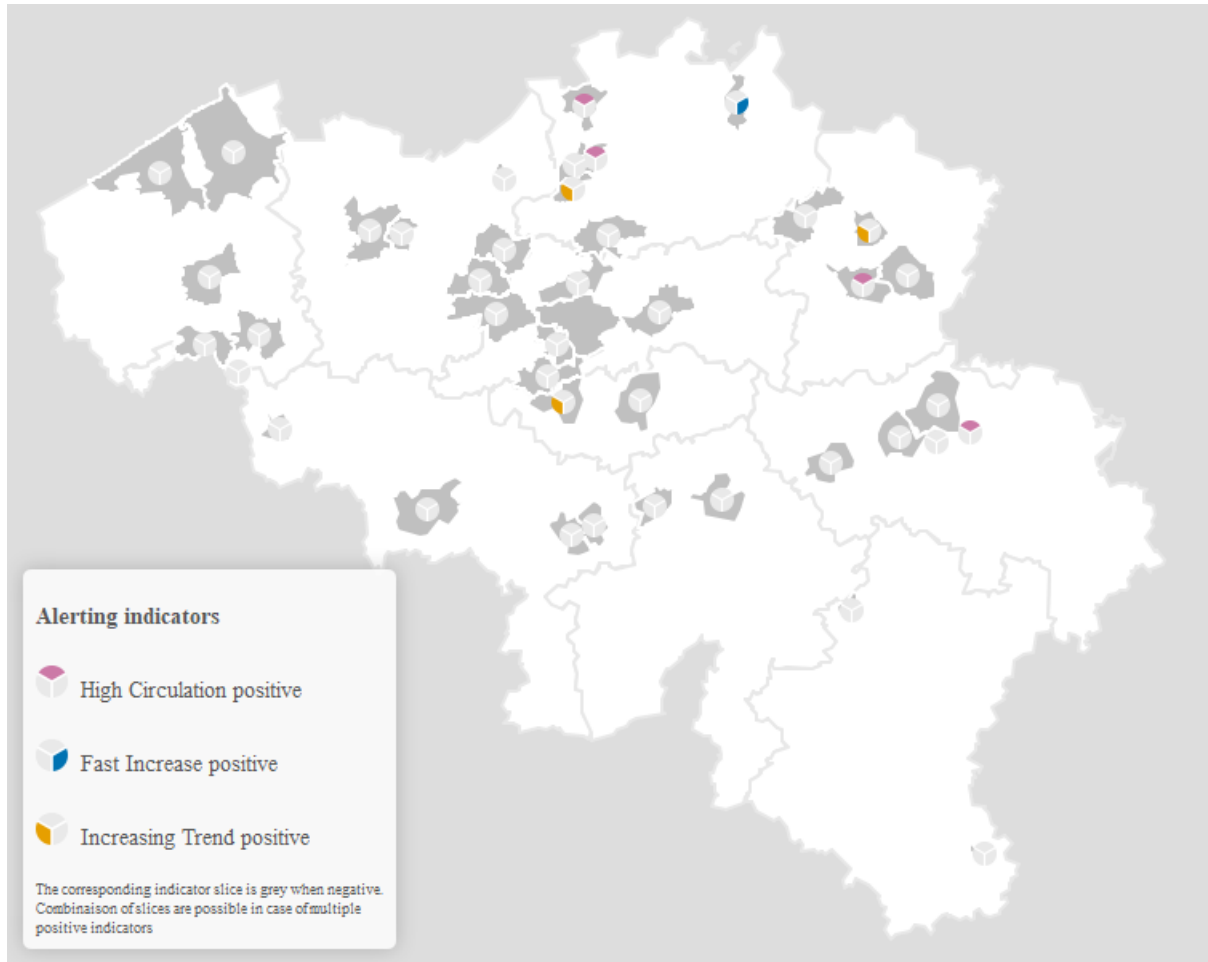 Alerting indicators
High Circulation positive
Fast Increase positive
Increasing Trend positive
The corresponding indicator slice is grey when negative.
Combinaison of slices are possible in case of multiple
positive indicators